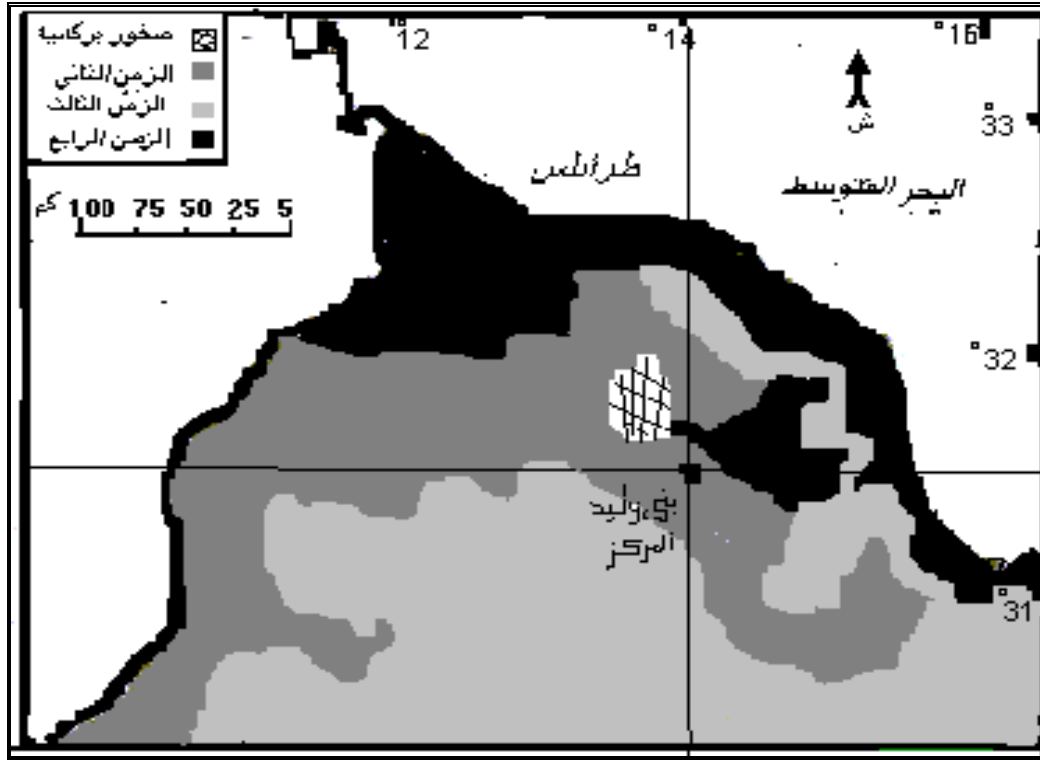 صخور بركانية
الزمن/الثاني
الزمن الثالث
الزمن/الرابع
كم 100 75 50 25 5
12
14
16
ش
33
طرابلس
البحر المتوسط
32
بني وليد
المركز
31